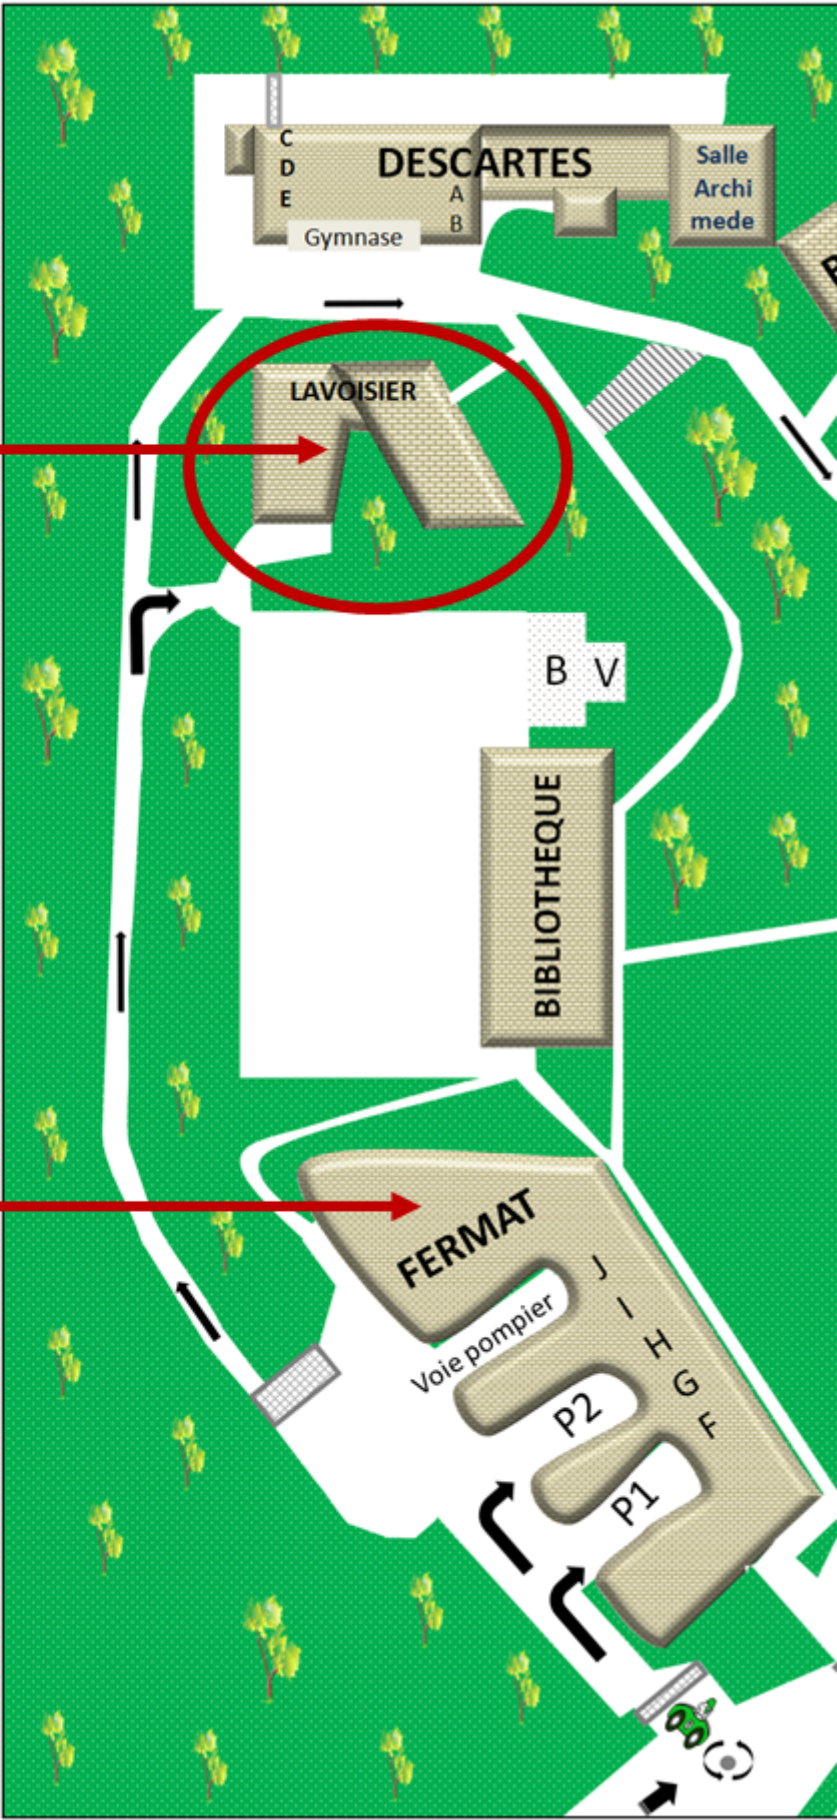 C
D
E
DESCARTES
A
B
Gymnase
Salle
Archi
mede
LAVOISIER
B V
BIBLIOTHEQUE
FERMAT
J
I
H
G
F
Voie pompier
P2
P1